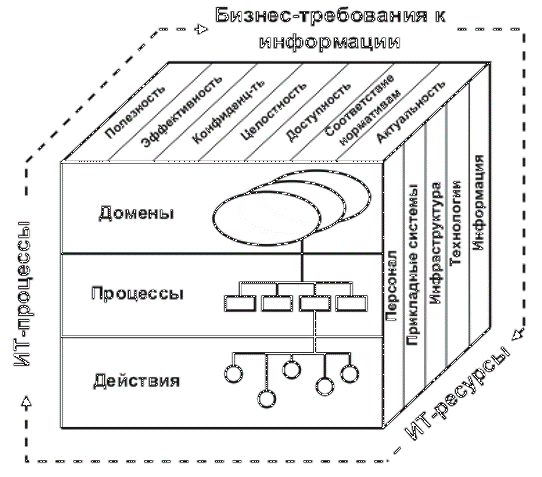 Бизнес-требования к
информации
Полезность
Эффективность
Конфиденц-ть
Целостность
Доступность
Соответствие
нормативам
Актуальность
Домены
Процессы
Действия
Персонал
Прикладные системы
Инфраструктура
Технологии
Информация
ИТ-процессы
ИТ-ресурсы